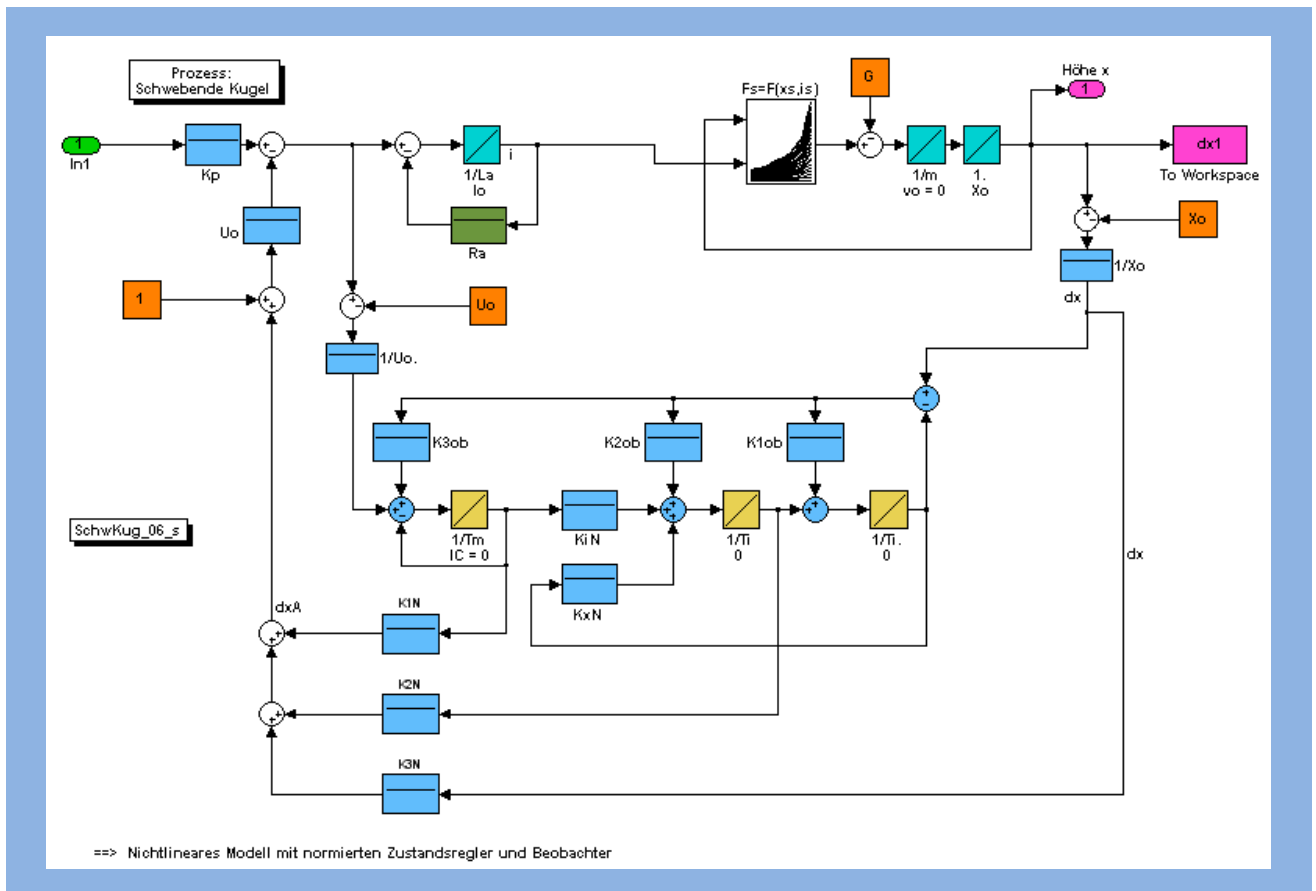 Prozess:
Schwebende Kugel
Höhe x
1
G
Fs=F(xs,is)
1
In1
Kp
1/La
Io
i
1/m
vo = 0
1.
Xo
dx1
To Workspace
Uo
Ra
Xo
1/Xo
1
Uo
dx
1/Uo.
K3ob
K2ob
K1ob
SchwKug_06_s
1/Tm
IC = 0
KiN
1/Ti
0
1/Ti.
0
dx
KxN
dxA
K1N
K2N
K3N
==> Nichtlineares Modell mit normierten Zustandsregler und Beobachter